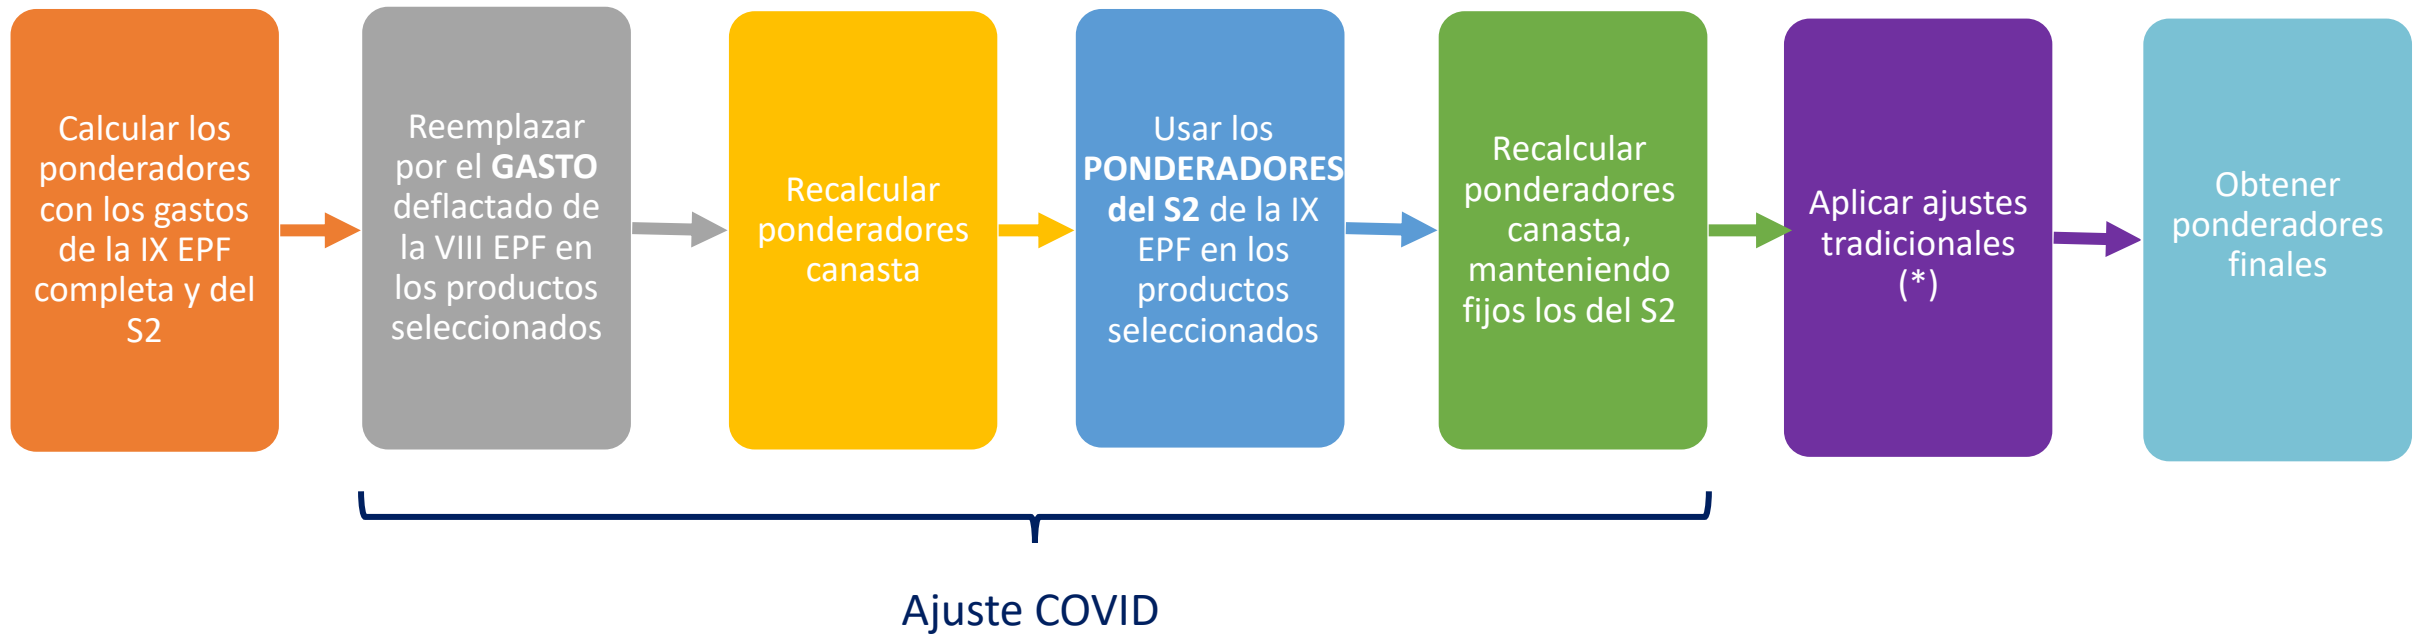 Calcular los
ponderadores
con los gastos
de la IX EPF
completa y del
S2
Reemplazar
por el GASTO
deflactado de
la VIII EPF en
los productos
seleccionados
Recalcular
ponderadores
canasta
Usar los
PONDERADORES
del S2 de la IX
EPF en los
productos
seleccionados
Recalcular
ponderadores
canasta,
manteniendo
fijos los del S2
Aplicar ajustes
tradicionales
(*)
Obtener
ponderadores
finales
Ajuste COVID